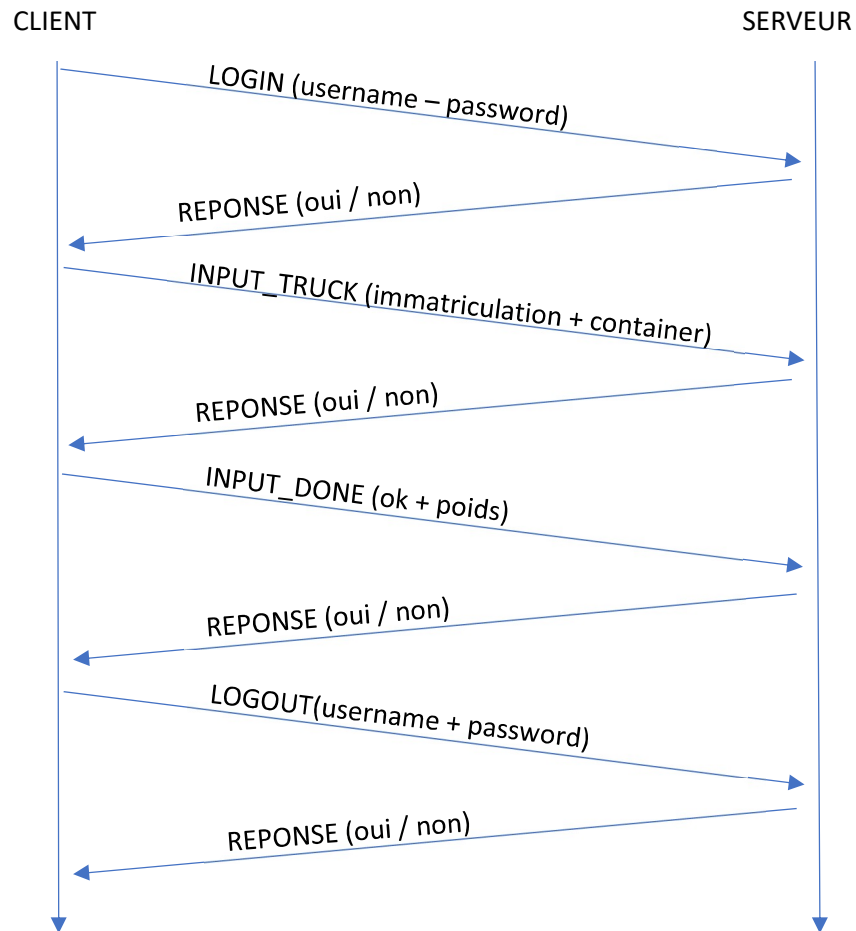 CLIENT
SERVEUR
LOGIN (username – password)
REPONSE (oui / non)
INPUT_TRUCK (immatriculation + container)
REPONSE (oui / non)
INPUT_DONE (ok + poids)
REPONSE (oui / non)
LOGOUT(username + password)
REPONSE (oui / non)